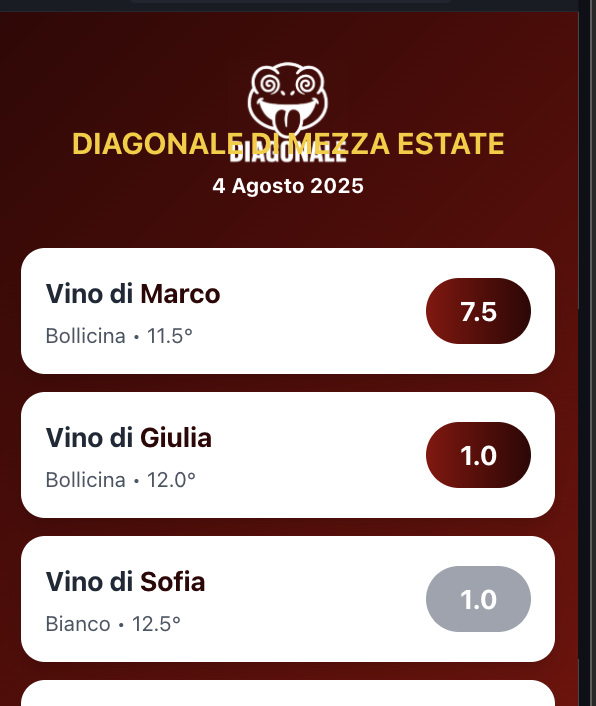 DIAGONALE DI MEZZA ESTATE
DIAGONALE
4 Agosto 2025
Vino di Marco
Bollicina • 11.5°
7.5
Vino di Giulia
Bollicina • 12.0°
1.0
Vino di Sofia
Bianco • 12.5°
1.0